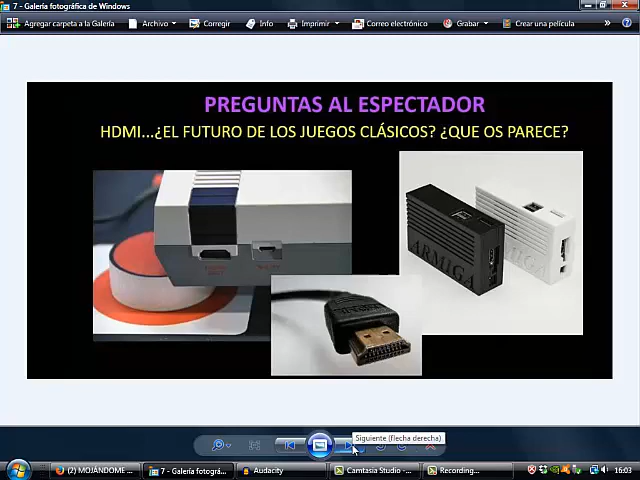 7 - Galería fotográfica de Windows
Agregar carpeta a la Galería Archivo Corregir Info Imprimir Correo electrónico Grabar Crear una película
PREGUNTAS AL ESPECTADOR
HDMI...¿EL FUTURO DE LOS JUEGOS CLÁSICOS? ¿QUE OS PARECE?
ARMIGA
Siguiente (flecha derecha)
(2) MOJÁNDOME ... 7 - Galería fotográ... Audacity Camtasia Studio -... Recording... 16:03